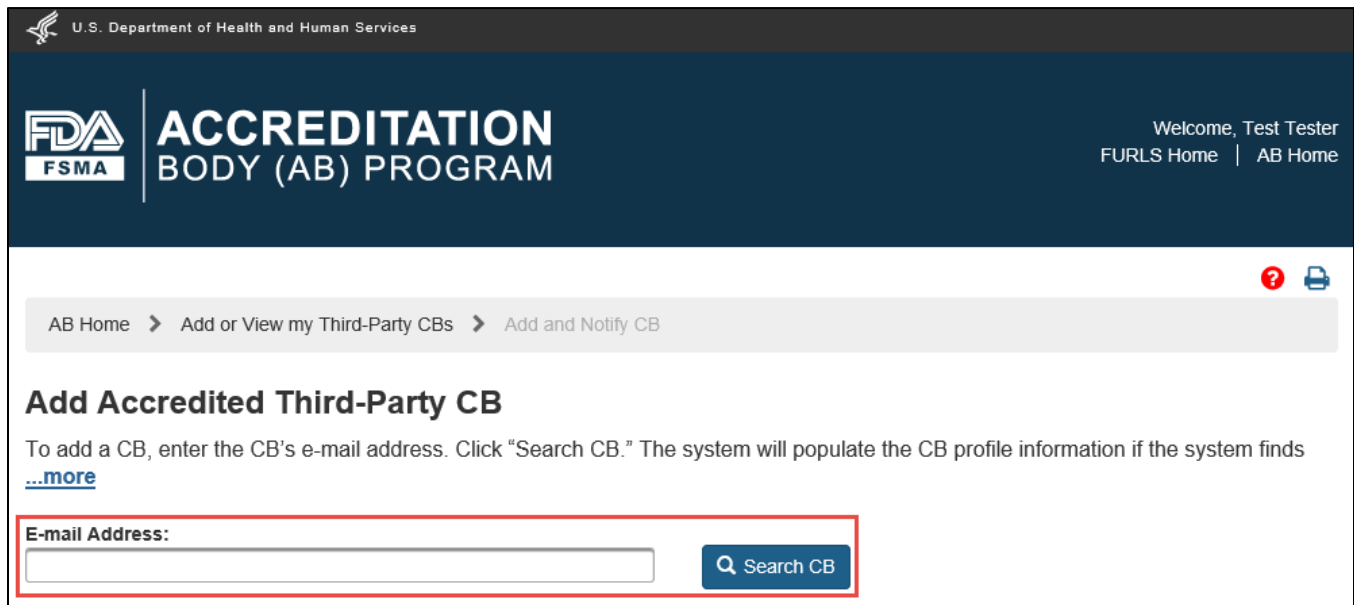 U.S. Department of Health and Human Services
FDA
FSMA
ACCREDITATION
BODY (AB) PROGRAM
Welcome, Test Tester
FURLS Home | AB Home
AB Home > Add or View my Third-Party CBs > Add and Notify CB
Add Accredited Third-Party CB
To add a CB, enter the CB’s e-mail address. Click “Search CB.” The system will populate the CB profile information if the system finds
...more
E-mail Address:
Search CB